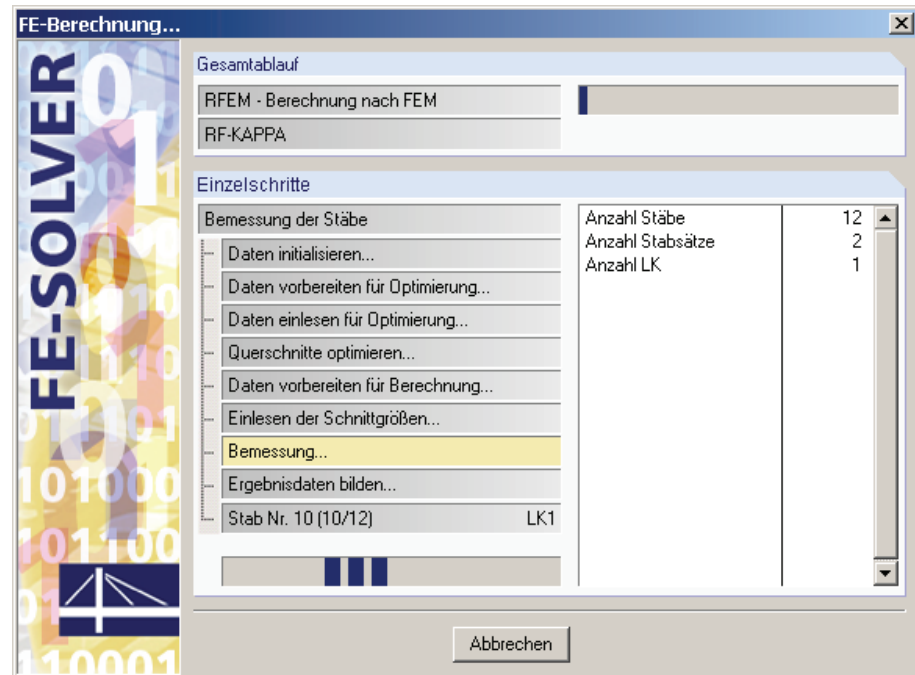 FE-Berechnung...
FE-SOLVER
Gesamtablauf
RFEM - Berechnung nach FEM
RF-KAPPA
Einzelschritte
Bemessung der Stäbe
Daten initialisieren...
Daten vorbereiten für Optimierung...
Daten einlesen für Optimierung...
Querschnitte optimieren...
Daten vorbereiten für Berechnung...
Einlesen der Schnittgrößen...
Bemessung...
Ergebnisdaten bilden...
Stab Nr. 10 (10/12) LK1
Anzahl Stäbe 12
Anzahl Stabsätze 2
Anzahl LK 1
Abbrechen